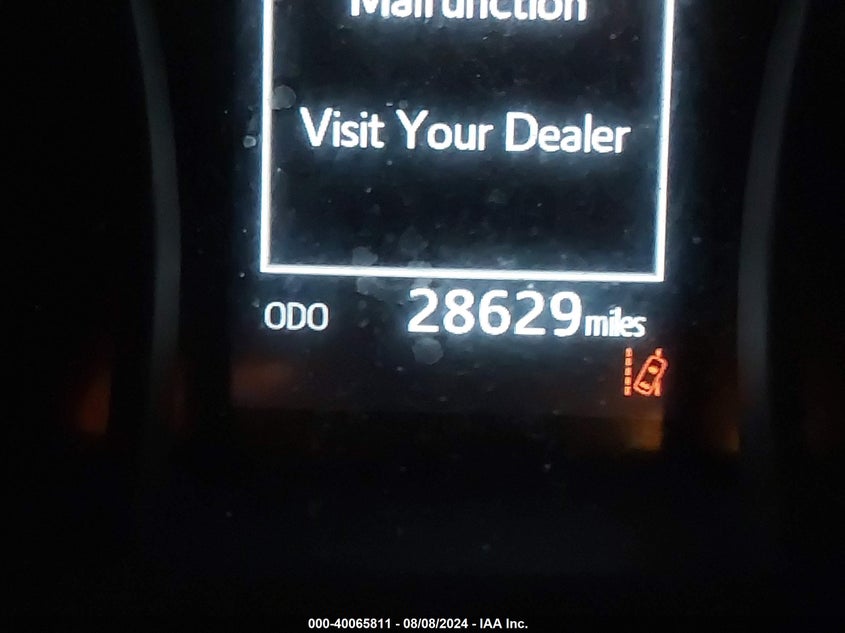 Malfunction
Visit Your Dealer
ODO 28629 miles
000-40065811 - 08/08/2024 - IAA Inc.